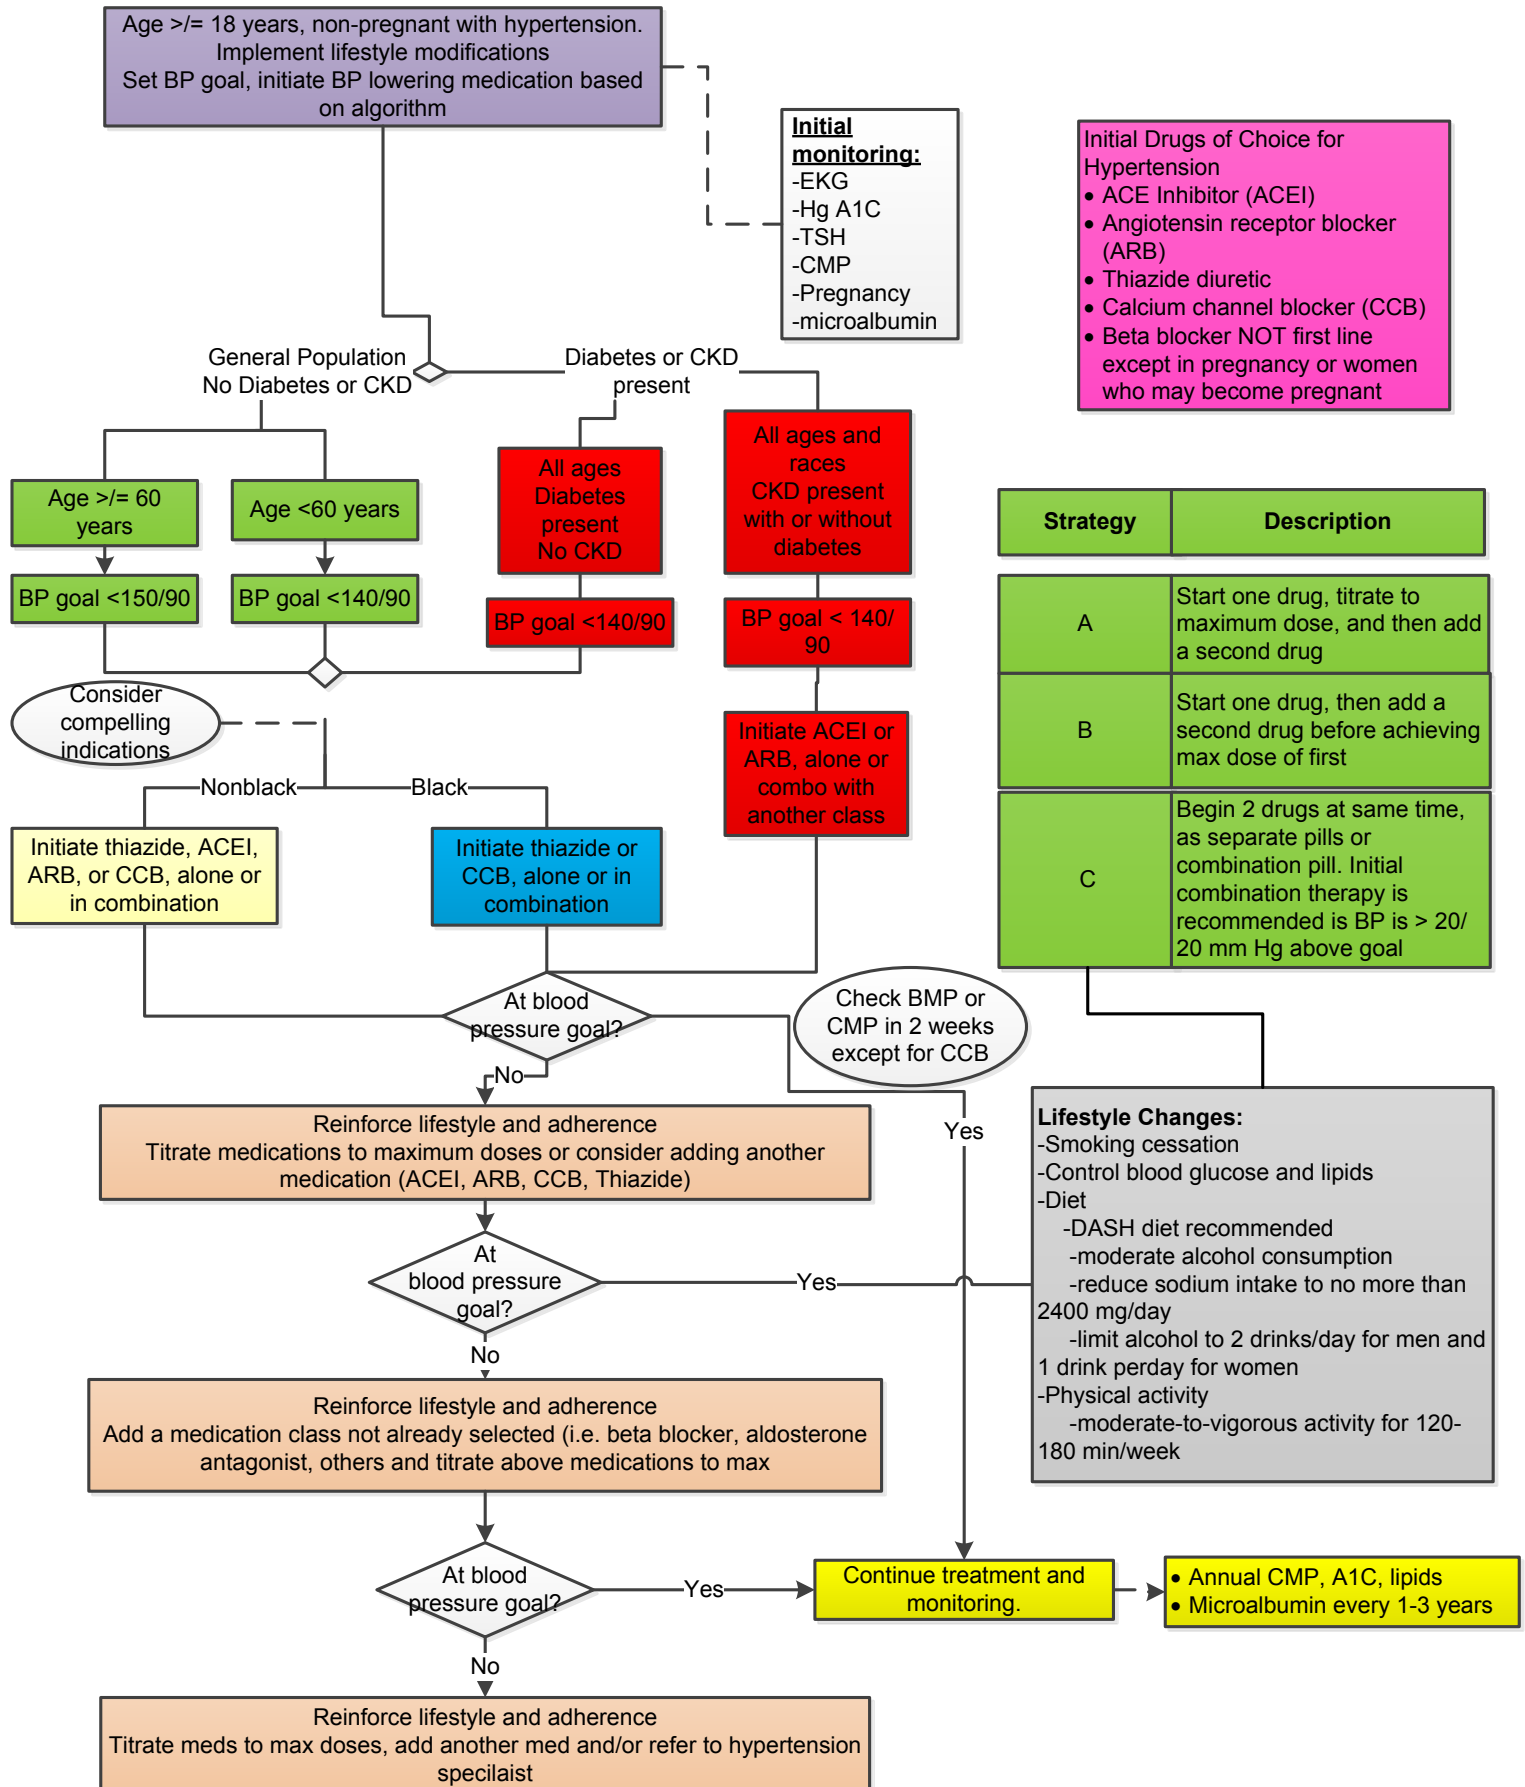 Age >/= 18 years, non-pregnant with hypertension.
Implement lifestyle modifications
Set BP goal, initiate BP lowering medication based
on algorithm
Initial
monitoring:
-EKG
-Hg A1C
-TSH
-CMP
-Pregnancy
-microalbumin
Initial Drugs of Choice for
Hypertension
• ACE Inhibitor (ACEI)
• Angiotensin receptor blocker
(ARB)
• Thiazide diuretic
• Calcium channel blocker (CCB)
• Beta blocker NOT first line
except in pregnancy or women
who may become pregnant
General Population
No Diabetes or CKD
Diabetes or CKD
present
Age >/= 60
years
Age <60 years
All ages
Diabetes
present
No CKD
All ages and
races
CKD present
with or without
diabetes
BP goal <150/90
BP goal <140/90
BP goal <140/90
BP goal < 140/
90
Consider
compelling
indications
Initiate ACEI or
ARB, alone or
combo with
another class
Nonblack
Black
Initiate thiazide, ACEI,
ARB, or CCB, alone or
in combination
Initiate thiazide or
CCB, alone or in
combination
Strategy
Description
A
Start one drug, titrate to
maximum dose, and then add
a second drug
B
Start one drug, then add a
second drug before achieving
max dose of first
C
Begin 2 drugs at same time,
as separate pills or
combination pill. Initial
combination therapy is
recommended is BP is > 20/
20 mm Hg above goal
At blood
pressure goal?
Check BMP or
CMP in 2 weeks
except for CCB
No
Yes
Reinforce lifestyle and adherence
Titrate medications to maximum doses or consider adding another
medication (ACEI, ARB, CCB, Thiazide)
Lifestyle Changes:
-Smoking cessation
-Control blood glucose and lipids
-Diet
-DASH diet recommended
-moderate alcohol consumption
-reduce sodium intake to no more than
2400 mg/day
-limit alcohol to 2 drinks/day for men and
1 drink perday for women
-Physical activity
-moderate-to-vigorous activity for 120-
180 min/week
At
blood pressure
goal?
Yes
No
Reinforce lifestyle and adherence
Add a medication class not already selected (i.e. beta blocker, aldosterone
antagonist, others and titrate above medications to max
At blood
pressure goal?
Yes
Continue treatment and
monitoring.
• Annual CMP, A1C, lipids
• Microalbumin every 1-3 years
No
Reinforce lifestyle and adherence
Titrate meds to max doses, add another med and/or refer to hypertension
specilaist